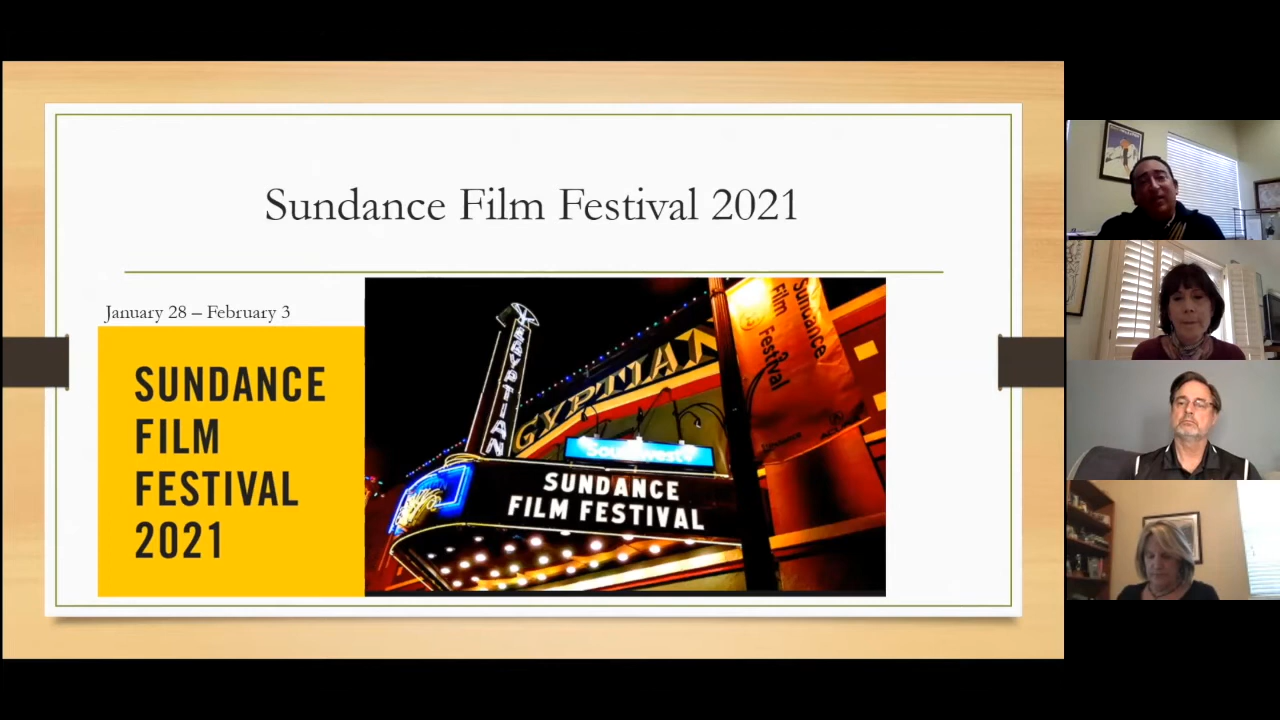 Sundance Film Festival 2021
January 28 – February 3
SUNDANCE
FILM
FESTIVAL
2021
EGYPTIAN
GYPTIAN
SUNDANCE
FILM FESTIVAL
Sundance
Film Festival